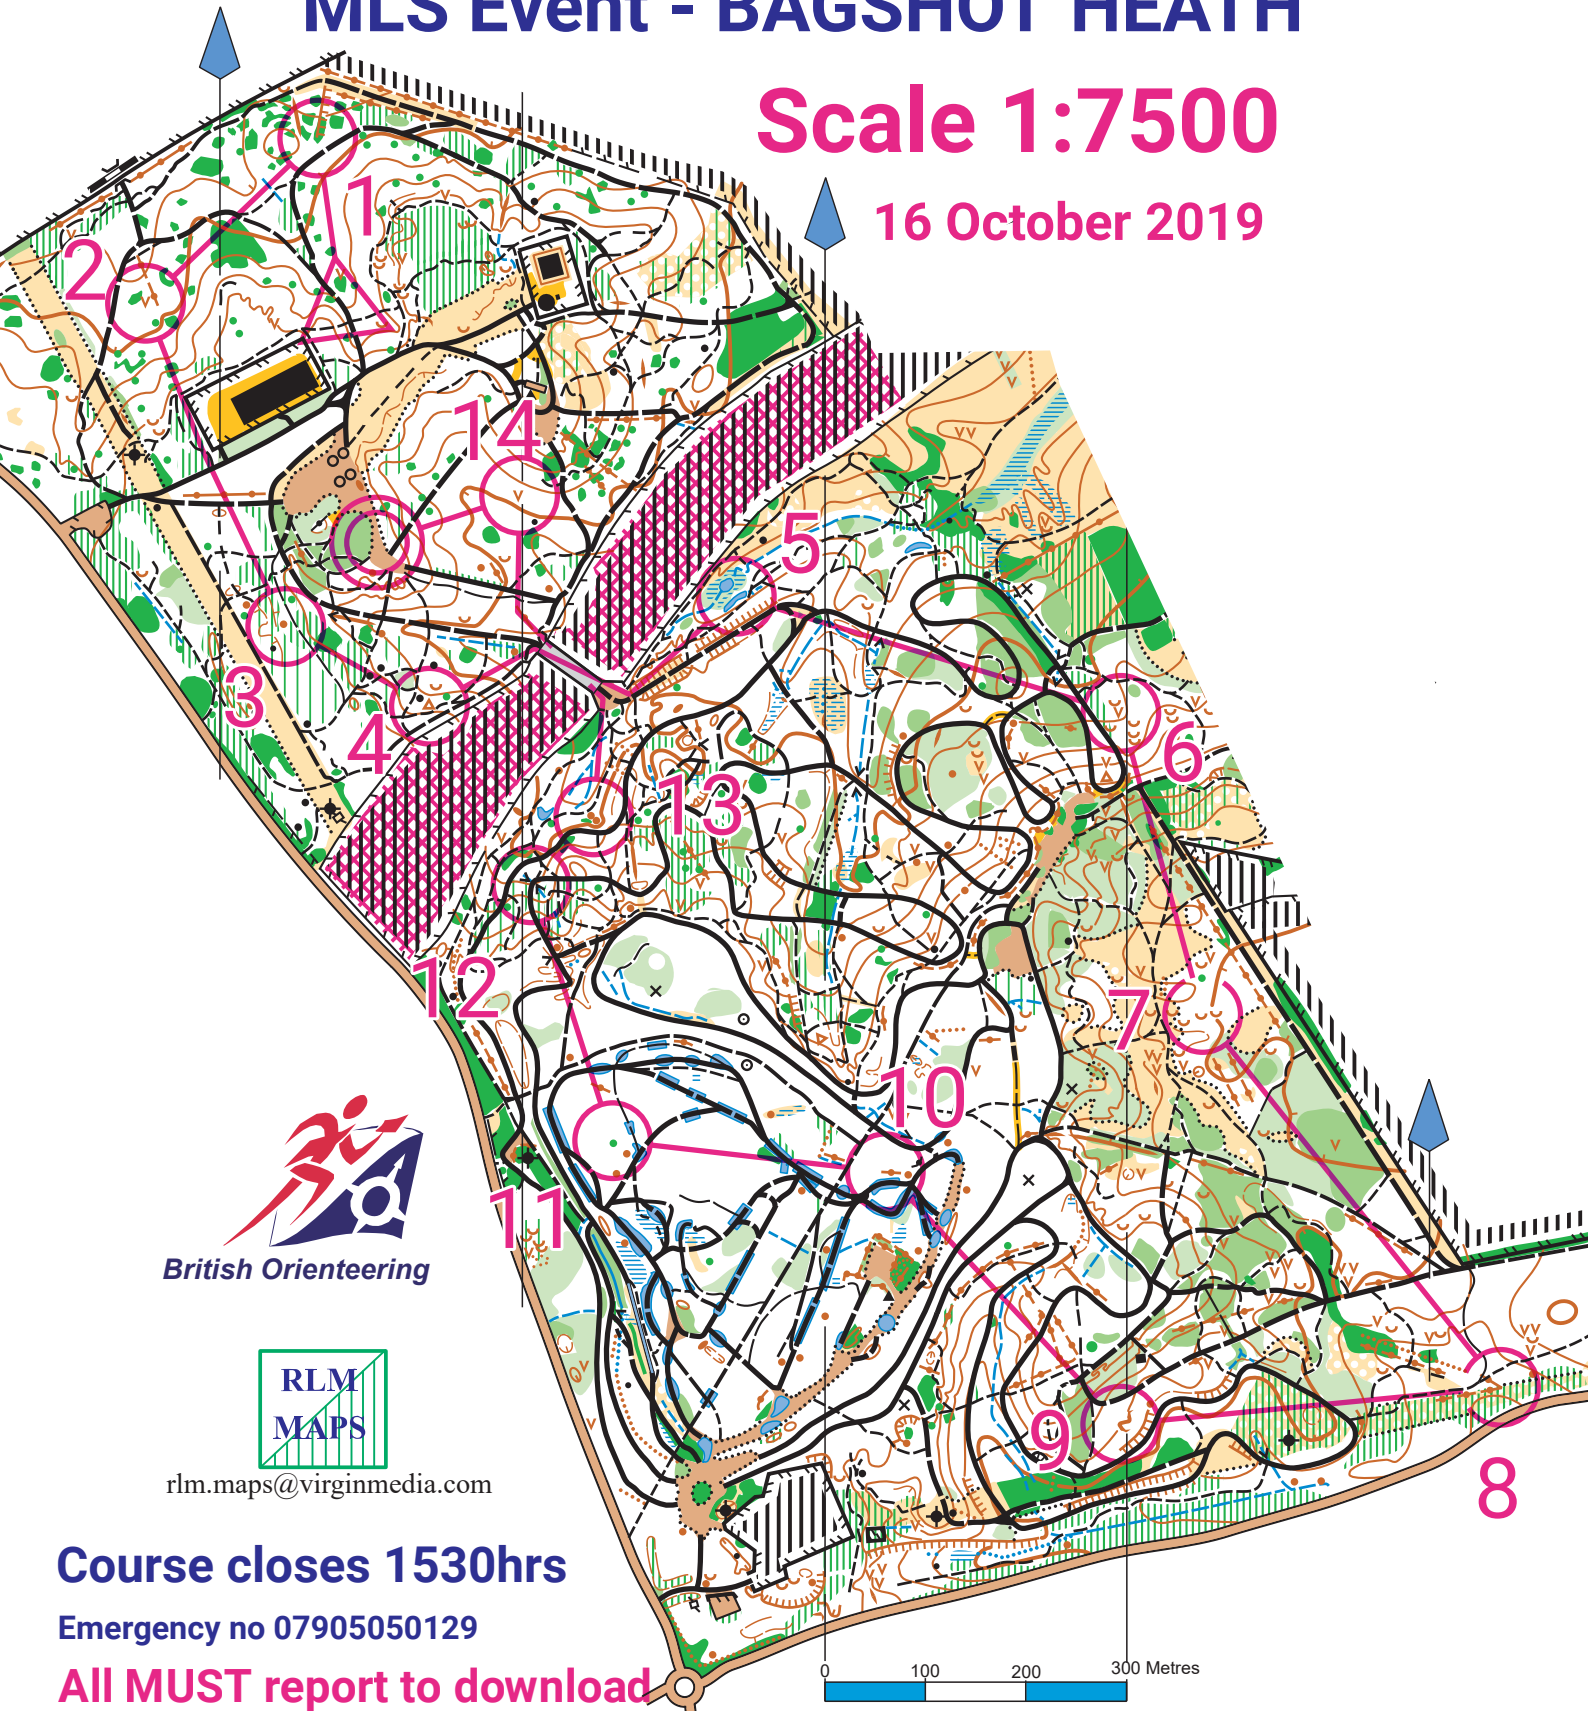 MLS Event - BAGSHOT HEATH
Scale 1:7500
16 October 2019
1
2
14
5
3
4
6
13
12
7
10
11
9
8
British Orienteering
RLM
MAPS
rlm.maps@virginmedia.com
Course closes 1530hrs
Emergency no 07905050129
All MUST report to download
0 100 200 300 Metres